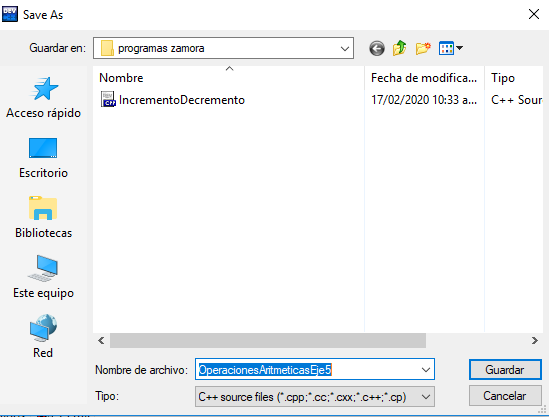 DEV
Save As
Guardar en:
programas zamora
Nombre
Fecha de modifica...
Tipo
CPP
IncrementoDecremento
17/02/2020 10:33 a...
C++ Sour
Acceso rápido
Escritorio
Bibliotecas
Este equipo
Red
Nombre de archivo:
OperacionesAritmeticasEje5
Guardar
Tipo:
C++ source files (*.cpp;*.cc;*.cxx;*.c++;*.cp)
Cancelar